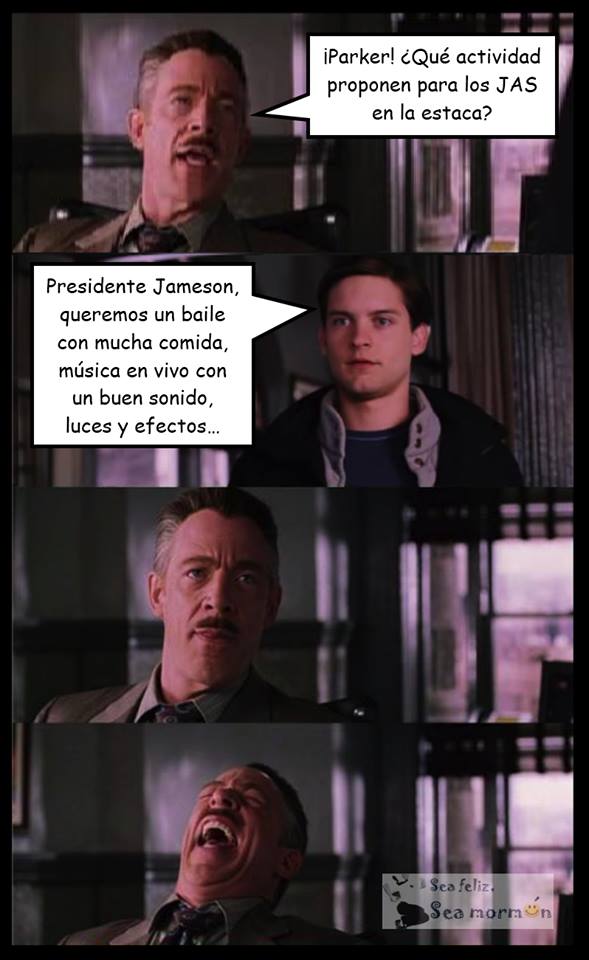 ¡Parker! ¿Qué actividad
proponen para los JAS
en la estaca?
Presidente Jameson,
queremos un baile
con mucha comida,
música en vivo con
un buen sonido,
luces y efectos...
Sea feliz.
Sea mormón